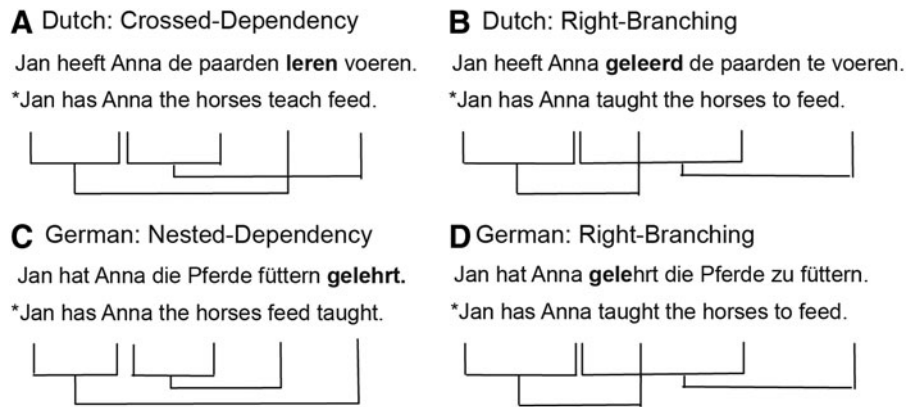 A Dutch: Crossed-Dependency
Jan heeft Anna de paarden leren voeren.
*Jan has Anna the horses teach feed.
B Dutch: Right-Branching
Jan heeft Anna geleerd de paarden te voeren.
*Jan has Anna taught the horses to feed.
C German: Nested-Dependency
Jan hat Anna die Pferde füttern gelehrt.
*Jan has Anna the horses feed taught.
D German: Right-Branching
Jan hat Anna gelehrt die Pferde zu füttern.
*Jan has Anna taught the horses to feed.